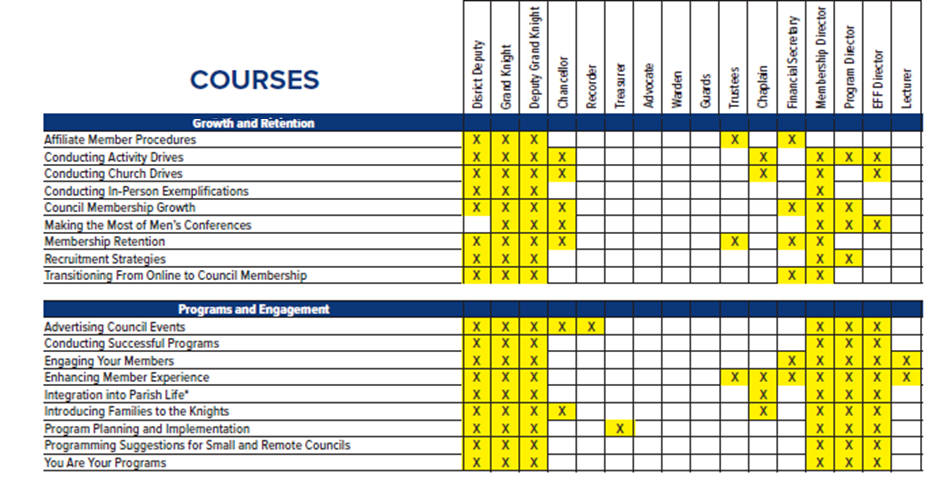 COURSES
District Deputy
Grand Knight
Deputy Grand Knight
Chancellor
Recorder
Treasurer
Advocate
Warden
Guards
Trustees
Chaplain
Financial Secretary
Membership Director
Program Director
EFF Director
Lecturer
Growth and Retention
Affiliate Member Procedures X X X X X
Conducting Activity Drives X X X X X X X X
Conducting Church Drives X X X X X X X
Conducting In-Person Exemplifications X X X X
Council Membership Growth X X X X X X X
Making the Most of Men's Conferences X X X X X X
Membership Retention X X X X X X X
Recruitment Strategies X X X X X
Transitioning From Online to Council Membership X X X X X
Programs and Engagement
Advertising Council Events X X X X X X X X
Conducting Successful Programs X X X X X X
Engaging Your Members X X X X X X X X
Enhancing Member Experience X X X X X X X X X X
Integration into Parish Life* X X X X X X X
Introducing Families to the Knights X X X X X X X X
Program Planning and Implementation X X X X X X X
Programming Suggestions for Small and Remote Councils X X X X X X
You Are Your Programs X X X X X X